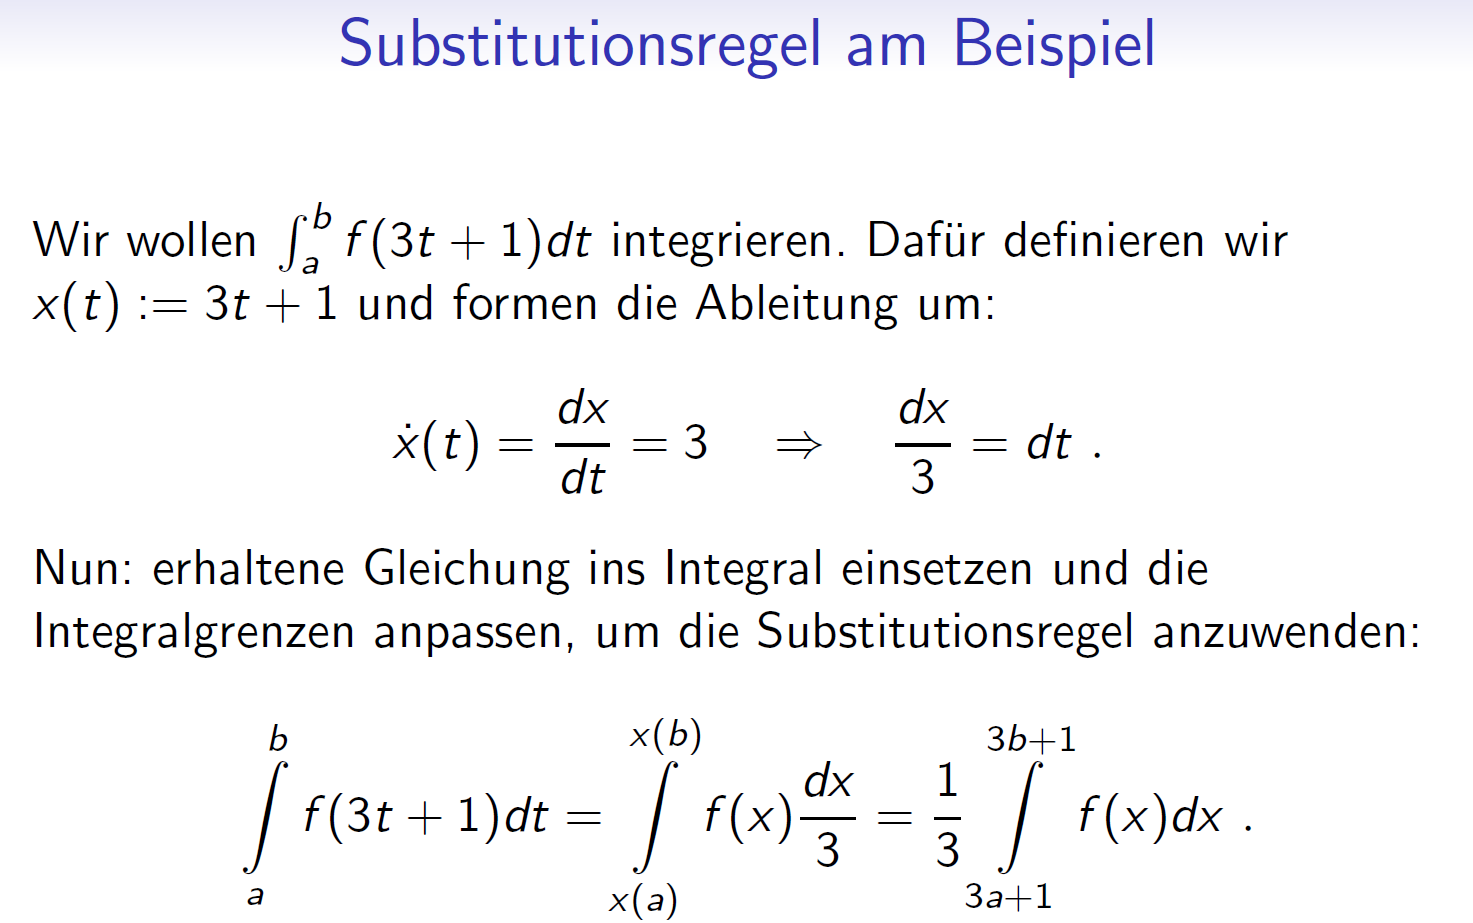 Substitutionsregel am Beispiel
Wir wollen ∫_a^b f(3t + 1)dt integrieren. Dafür definieren wir
x(t) := 3t + 1 und formen die Ableitung um:
ẋ(t) = dx/dt = 3 ⇒ dx/3 = dt .
Nun: erhaltene Gleichung ins Integral einsetzen und die
Integralgrenzen anpassen, um die Substitutionsregel anzuwenden:
∫_a^b f(3t + 1)dt = ∫_{x(a)}^{x(b)} f(x) dx/3 = 1/3 ∫_{3a+1}^{3b+1} f(x)dx .